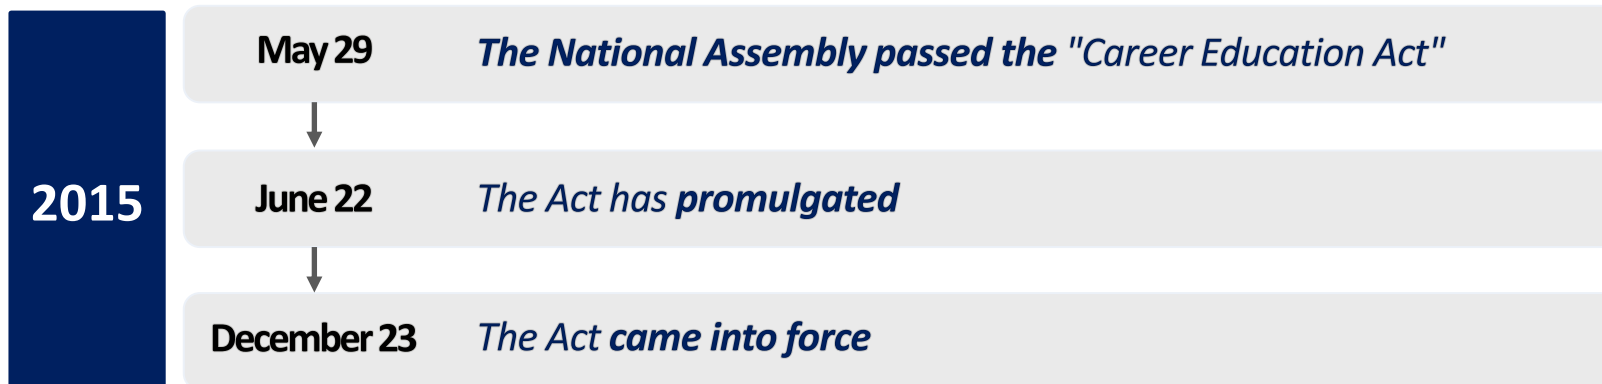 2015
May 29 The National Assembly passed the "Career Education Act"
June 22 The Act has promulgated
December 23 The Act came into force